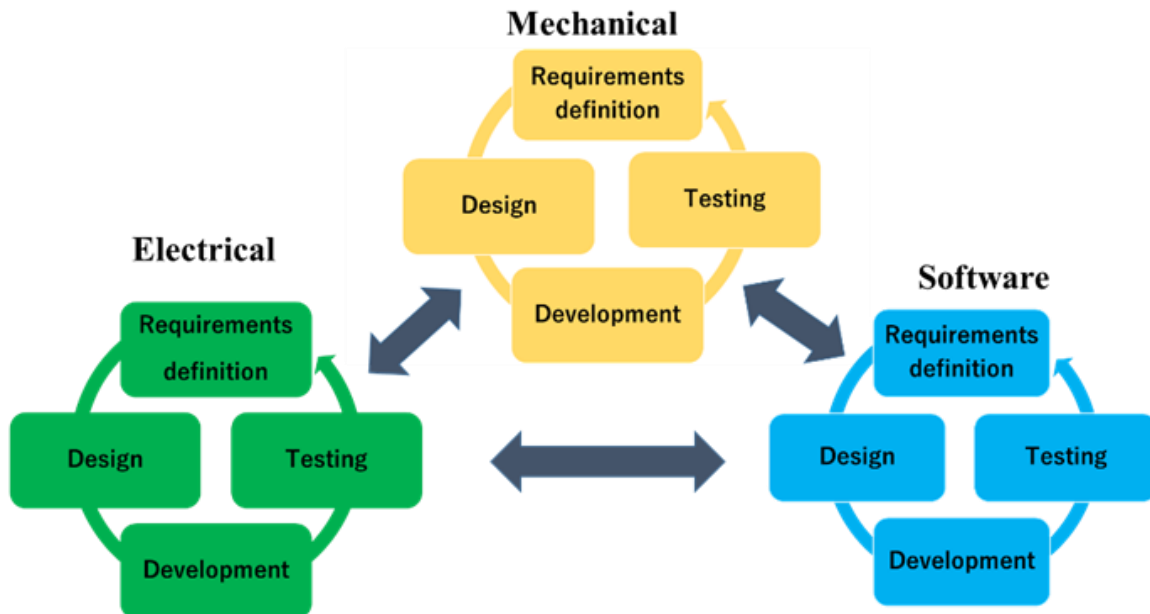 Mechanical
Requirements
definition
Design
Testing
Development
Electrical
Requirements
definition
Design
Testing
Development
Software
Requirements
definition
Design
Testing
Development